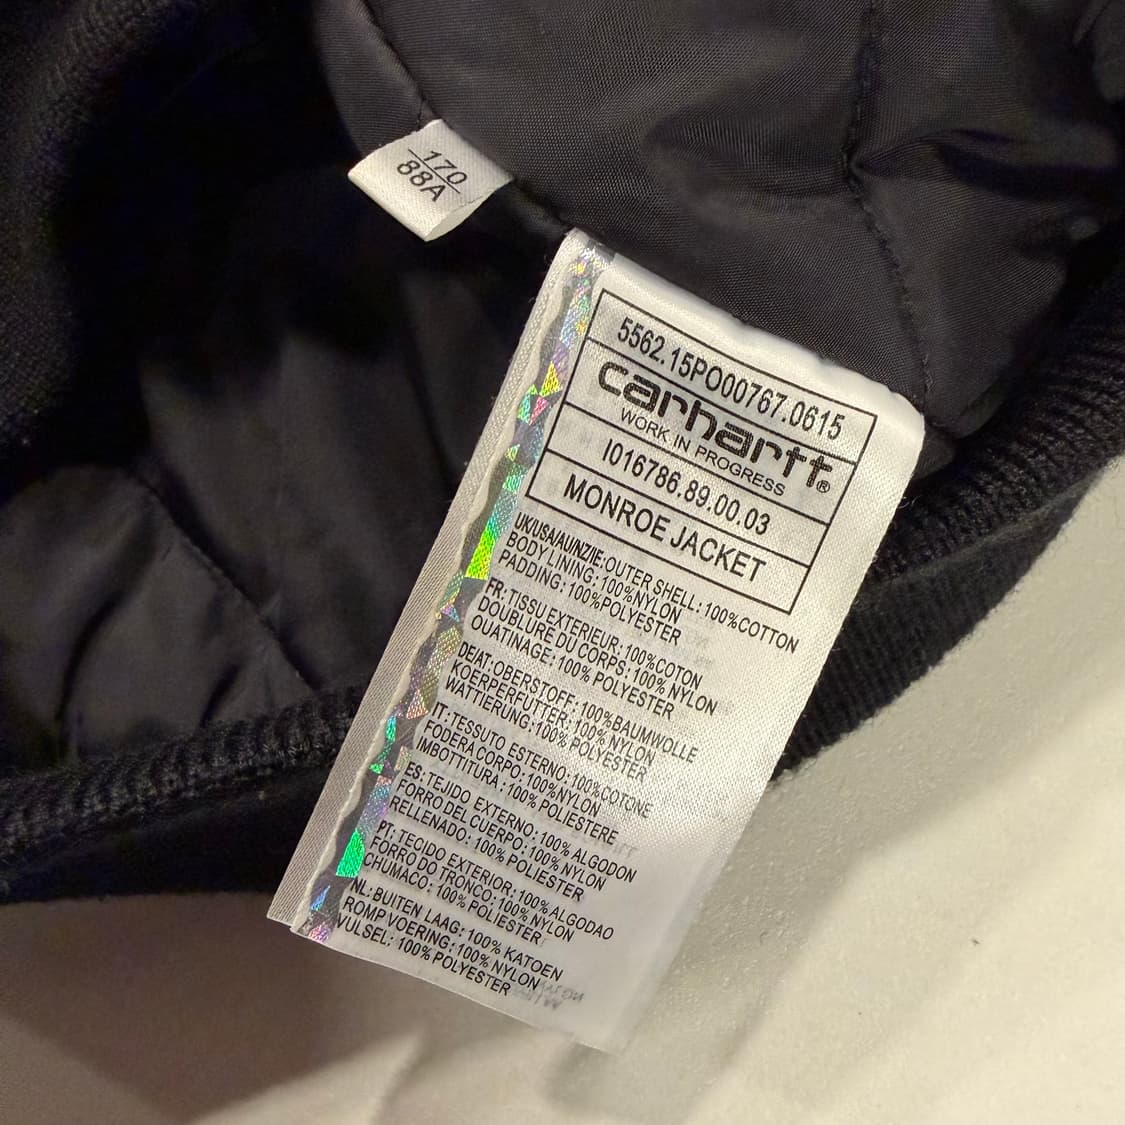 170
88A
5562.15PO00767.0615
carhartt®
WORK IN PROGRESS
I016786.89.00.03
MONROE JACKET
UK/USA/AU/NZ/IE:OUTER SHELL:100%COTTON
BODY LINING:100%NYLON
PADDING:100%POLYESTER
FR:TISSU EXTERIEUR:100%COTON
DOUBLURE DU CORPS:100% NYLON
OUATINAGE:100% POLYESTER
DE/AT:OBERSTOFF:100%BAUMWOLLE
KOERPERFUTTER:100% NYLON
WATTIERUNG:100% POLYESTER
IT:TESSUTO ESTERNO:100%COTONE
FODERA CORPO:100%NYLON
IMBOTTITURA:100% POLIESTERE
ES:TEJIDO EXTERNO:100% ALGODON
FORRO DEL CUERPO:100% NYLON
RELLENADO:100% POLIESTER
PT:TECIDO EXTERIOR:100% ALGODAO
FORRO DO TRONCO:100% NYLON
CHUMACO:100% POLIESTER
NL:BUITEN LAAG:100% KATOEN
ROMP VOERING:100% NYLON
VULSEL:100% POLYESTER